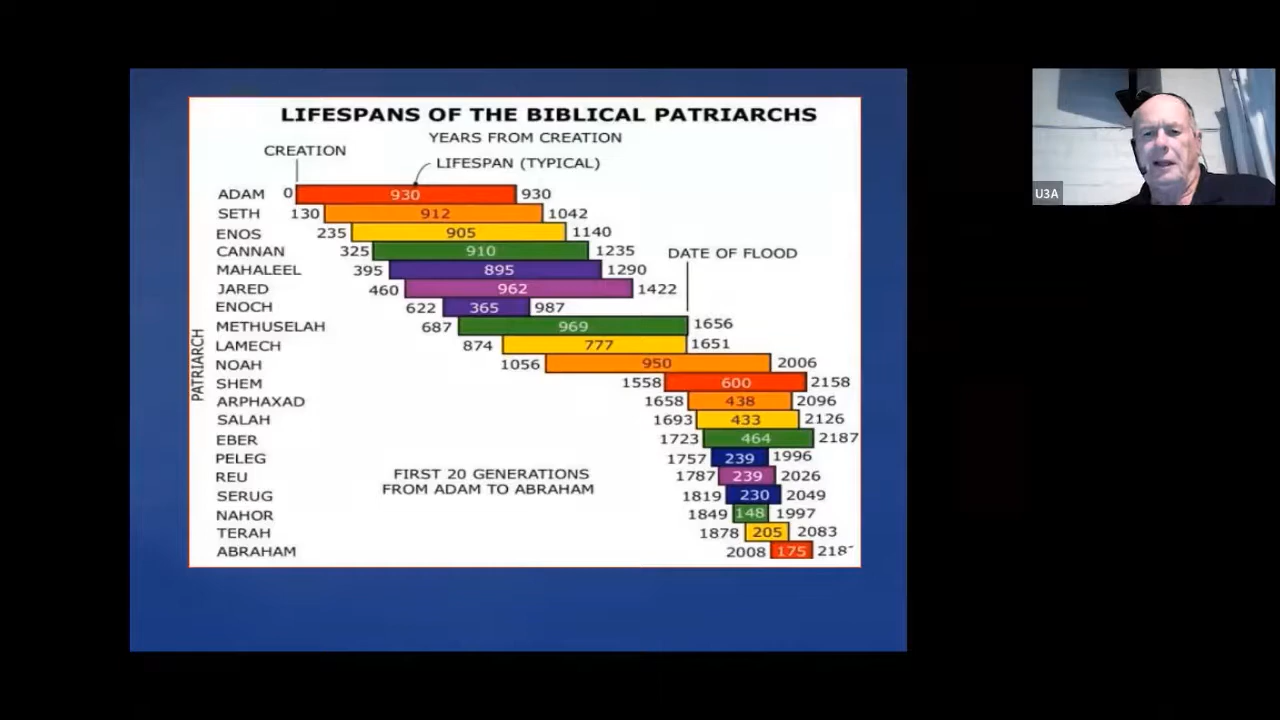 LIFESPANS OF THE BIBLICAL PATRIARCHS
YEARS FROM CREATION
CREATION
LIFESPAN (TYPICAL)
ADAM 0 930 930
SETH 130 912 1042
ENOS 235 905 1140
CANNAN 325 910 1235
DATE OF FLOOD
MAHALEEL 395 895 1290
JARED 460 962 1422
ENOCH 622 365 987
METHUSELAH 687 969 1656
LAMECH 874 777 1651
NOAH 1056 950 2006
PATRIARCH
SHEM 1558 600 2158
ARPHAXAD 1658 438 2096
SALAH 1693 433 2126
EBER 1723 464 2187
PELEG 1757 239 1996
REU 1787 239 2026
SERUG 1819 230 2049
NAHOR 1849 148 1997
TERAH 1878 205 2083
ABRAHAM 2008 175
FIRST 20 GENERATIONS
FROM ADAM TO ABRAHAM
U3A